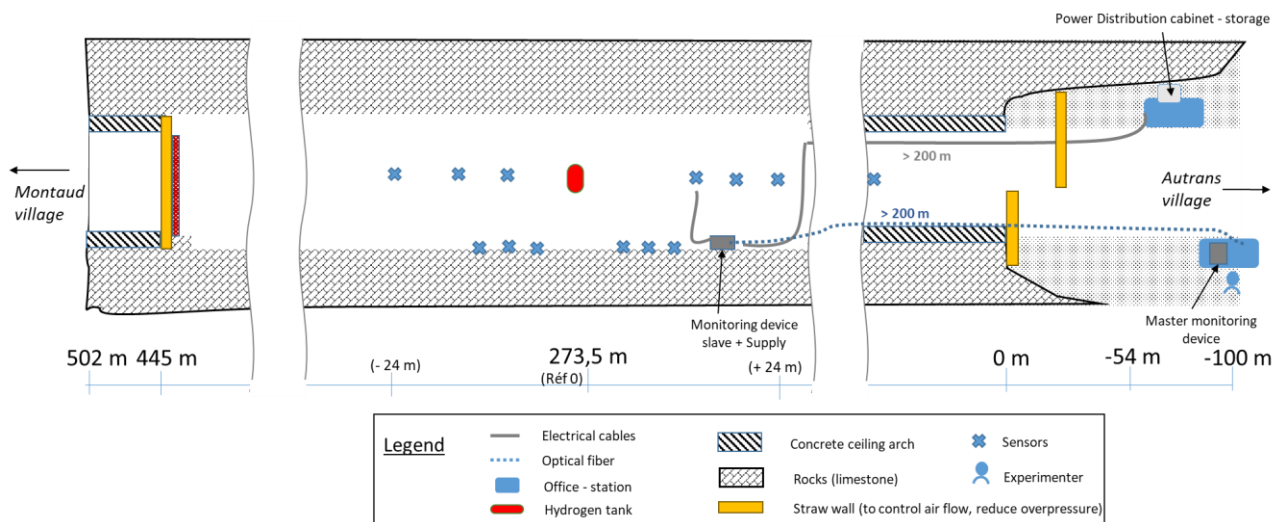 Power Distribution cabinet - storage
> 200 m
Montaud
village
Autrans
village
> 200 m
Monitoring device
slave + Supply
Master monitoring
device
502 m
445 m
(- 24 m)
273,5 m
(Réf 0)
(+ 24 m)
0 m
-54 m
-100 m
Legend
Electrical cables
Optical fiber
Office - station
Hydrogen tank
Concrete ceiling arch
Rocks (limestone)
Straw wall (to control air flow, reduce overpressure)
Sensors
Experimenter